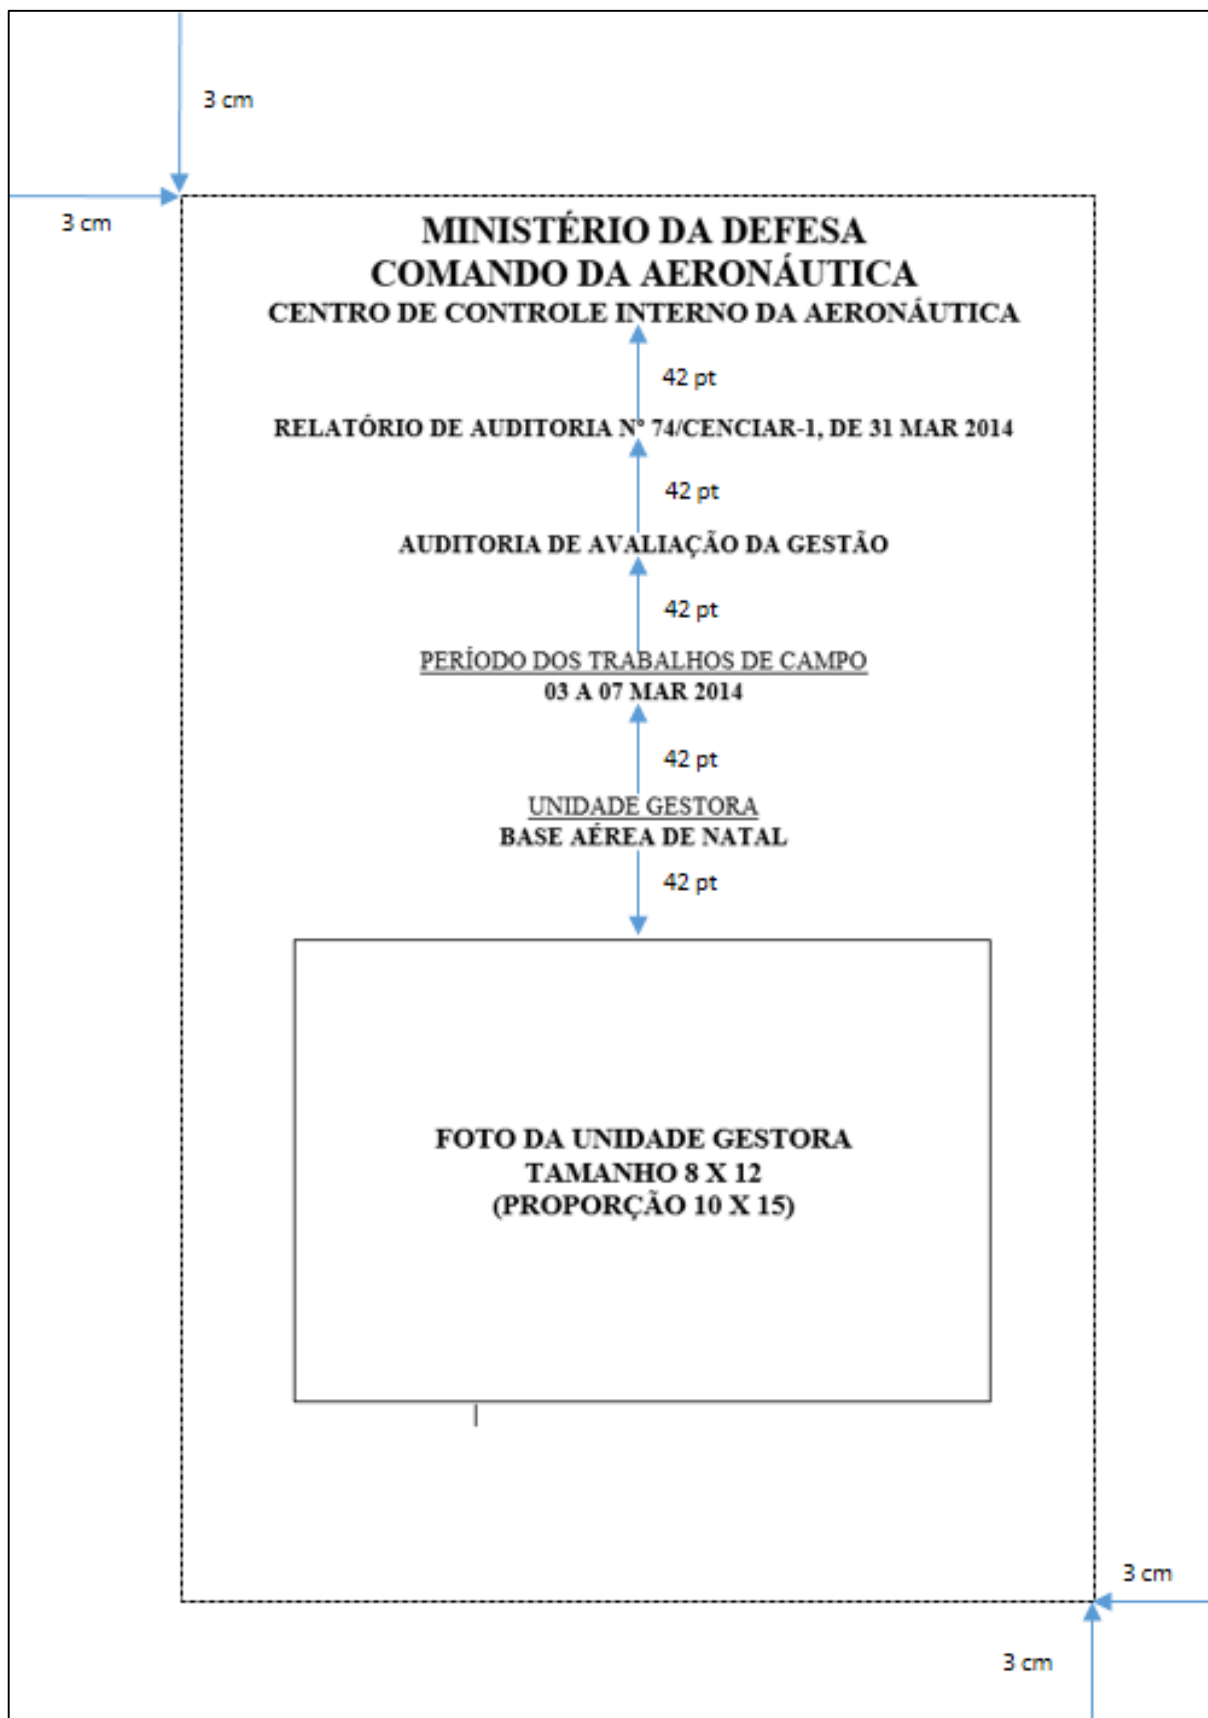 3 cm
3 cm
MINISTÉRIO DA DEFESA
COMANDO DA AERONÁUTICA
CENTRO DE CONTROLE INTERNO DA AERONÁUTICA
42 pt
RELATÓRIO DE AUDITORIA Nº 74/CENCIAR-1, DE 31 MAR 2014
42 pt
AUDITORIA DE AVALIAÇÃO DA GESTÃO
42 pt
PERÍODO DOS TRABALHOS DE CAMPO
03 A 07 MAR 2014
42 pt
UNIDADE GESTORA
BASE AÉREA DE NATAL
42 pt
FOTO DA UNIDADE GESTORA
TAMANHO 8 X 12
(PROPORÇÃO 10 X 15)
3 cm
3 cm